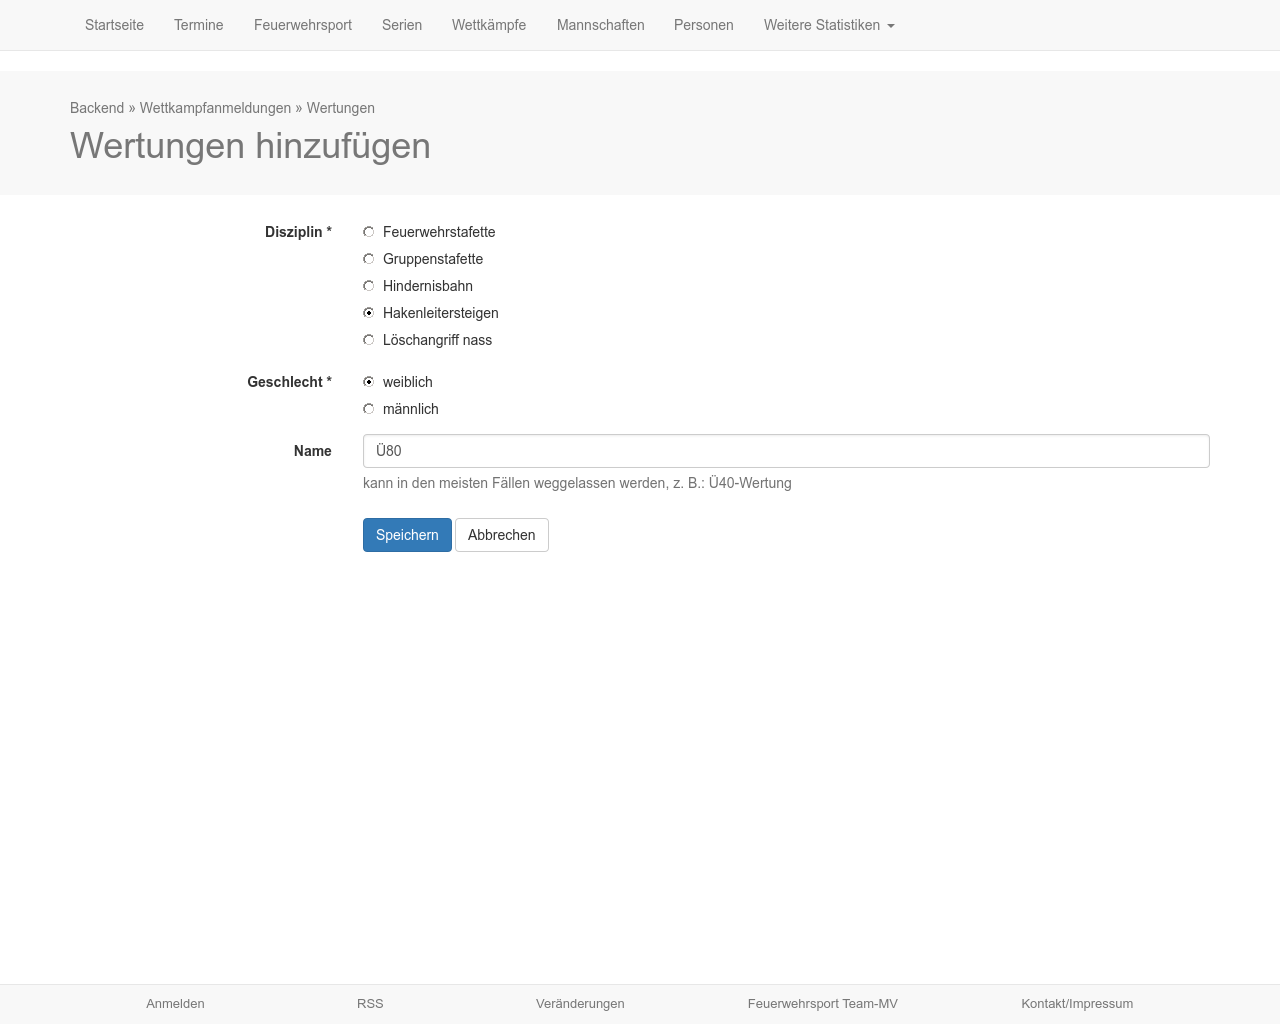 Startseite Termine Feuerwehrsport Serien Wettkämpfe Mannschaften Personen Weitere Statistiken
Backend » Wettkampfanmeldungen » Wertungen
Wertungen hinzufügen
Disziplin * Feuerwehrstafette
Gruppenstafette
Hindernisbahn
Hakenleitersteigen
Löschangriff nass
Geschlecht * weiblich
männlich
Name Ü80
kann in den meisten Fällen weggelassen werden, z. B.: Ü40-Wertung
Speichern Abbrechen
Anmelden RSS Veränderungen Feuerwehrsport Team-MV Kontakt/Impressum